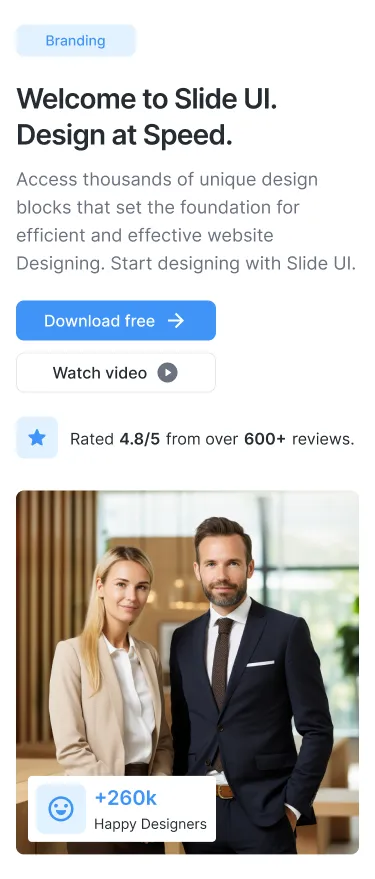 Branding
Welcome to Slide UI.
Design at Speed.
Access thousands of unique design
blocks that set the foundation for
efficient and effective website
Designing. Start designing with Slide UI.
Download free
Watch video
Rated 4.8/5 from over 600+ reviews.
+260k
Happy Designers